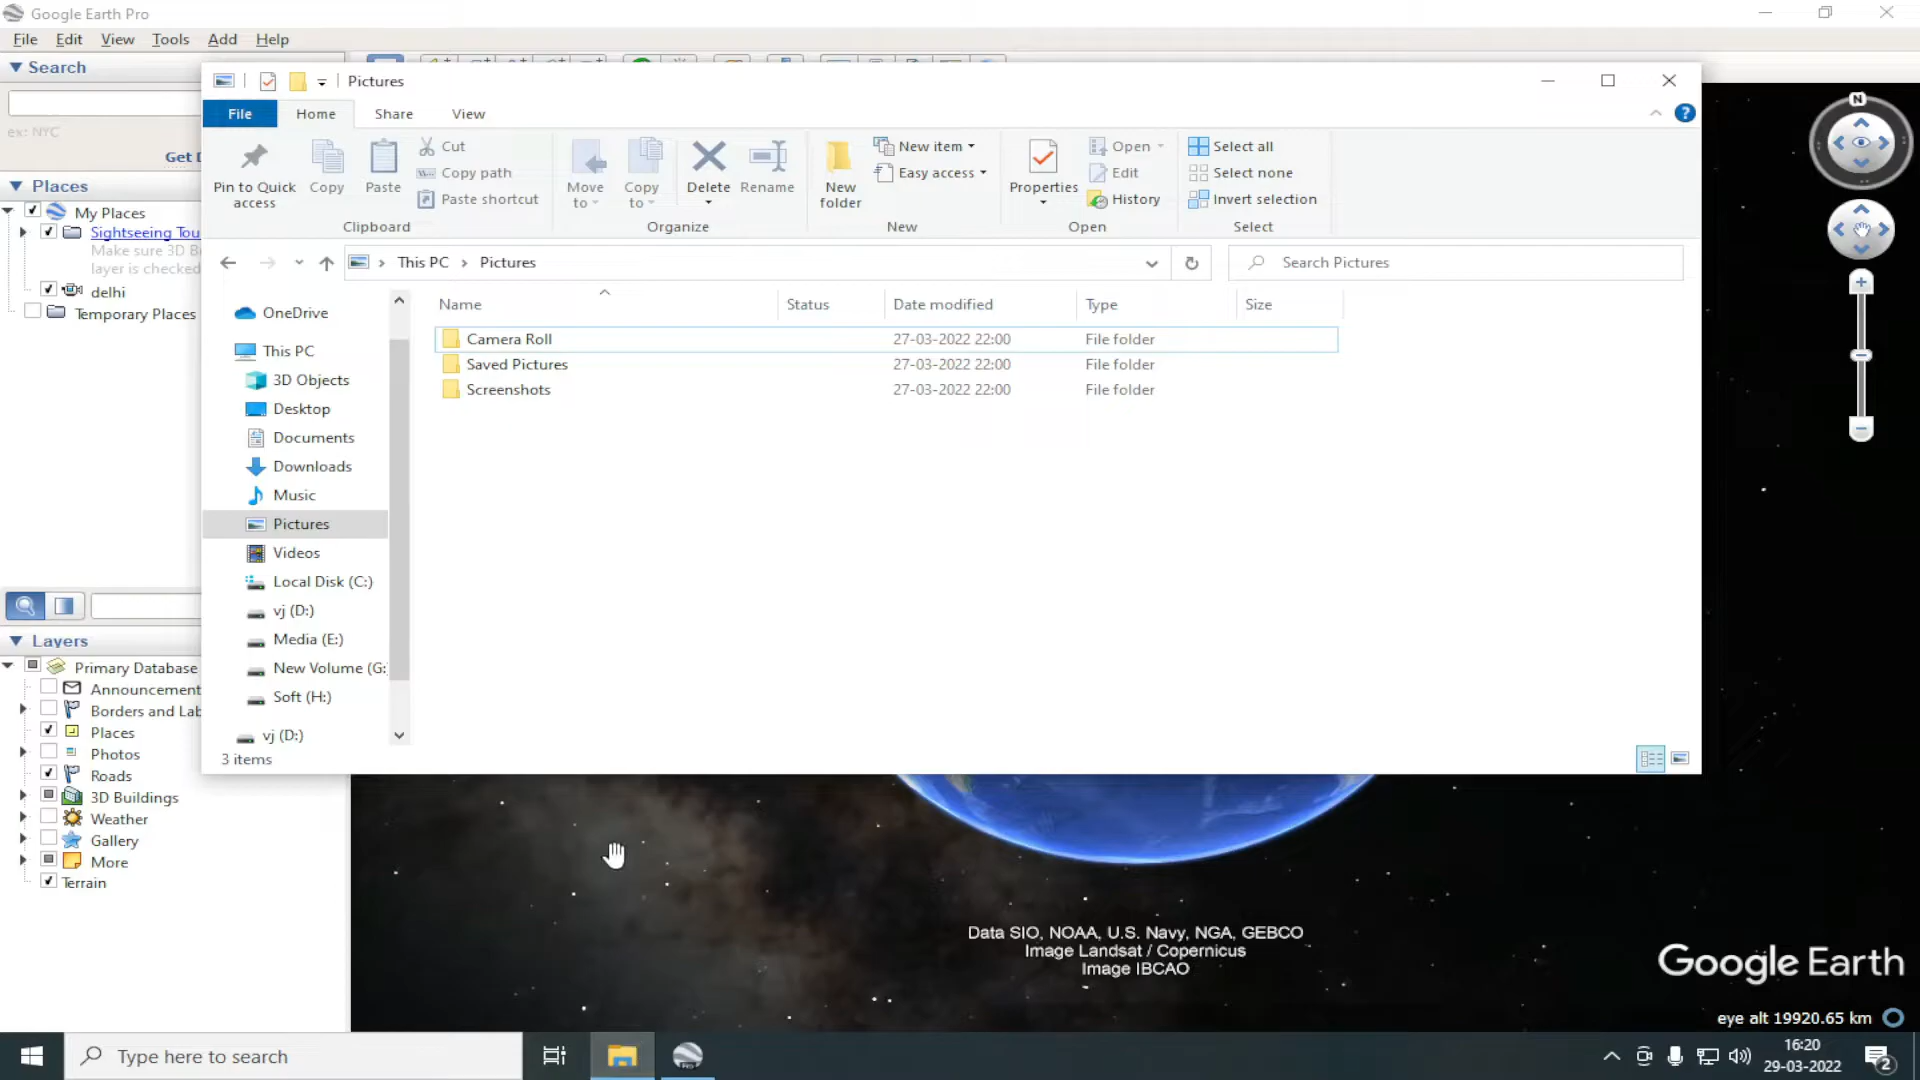 Google Earth Pro
File Edit View Tools Add Help
Search
ex: NYC
Get D
Places
My Places
Sightseeing Tou
Make sure 3D B
layer is checked
delhi
Temporary Places
Layers
Primary Database
Announcement
Borders and Lab
Places
Photos
Roads
3D Buildings
Weather
Gallery
More
Terrain
Pictures
File Home Share View
Pin to Quick access
Copy
Paste
Cut
Copy path
Paste shortcut
Clipboard
Move to
Copy to
Delete
Rename
Organize
New folder
New item
Easy access
New
Properties
Open
Edit
History
Open
Select all
Select none
Invert selection
Select
This PC Pictures
Search Pictures
OneDrive
This PC
3D Objects
Desktop
Documents
Downloads
Music
Pictures
Videos
Local Disk (C:)
vj (D:)
Media (E:)
New Volume (G:
Soft (H:)
vj (D:)
Name Status Date modified Type Size
Camera Roll 27-03-2022 22:00 File folder
Saved Pictures 27-03-2022 22:00 File folder
Screenshots 27-03-2022 22:00 File folder
3 items
N
Data SIO, NOAA, U.S. Navy, NGA, GEBCO
Image Landsat / Copernicus
Image IBCAO
Google Earth
eye alt 19920.65 km
Type here to search
16:20
29-03-2022
2